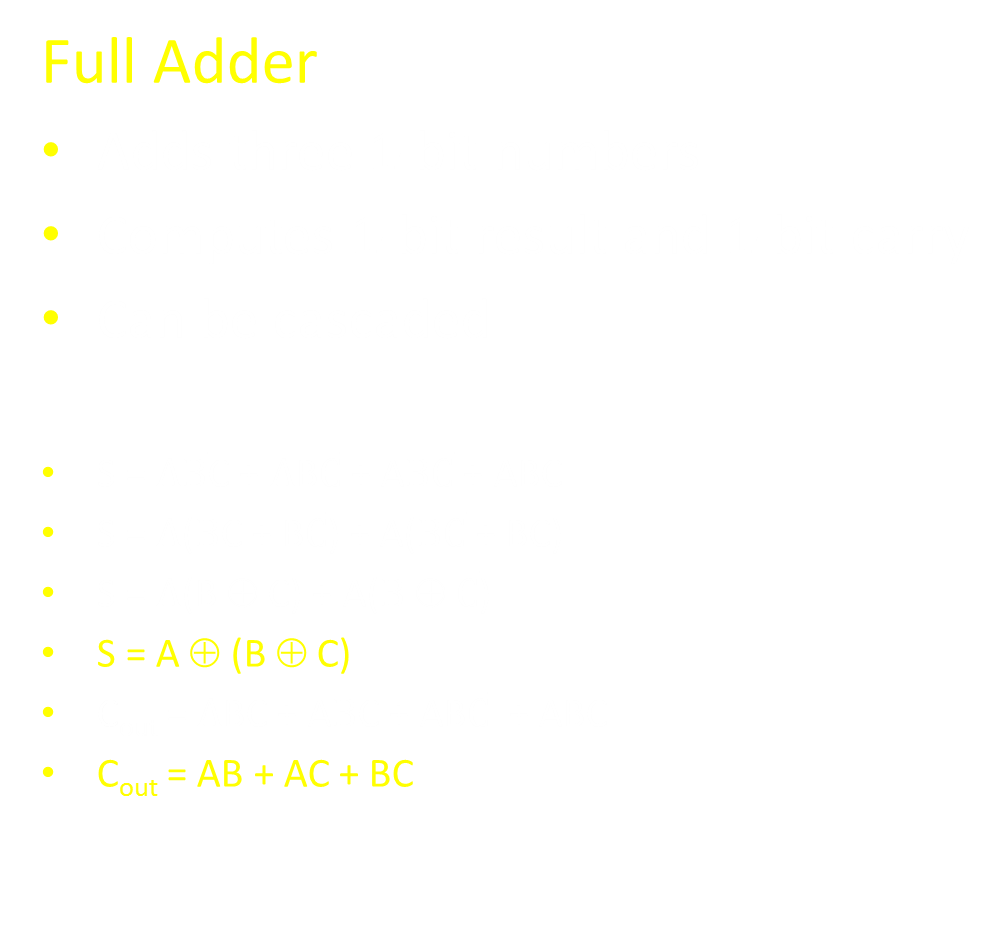 Full Adder
•
•
•
•
•
•
• S = A ⊕ (B ⊕ C)
•
• Cout = AB + AC + BC